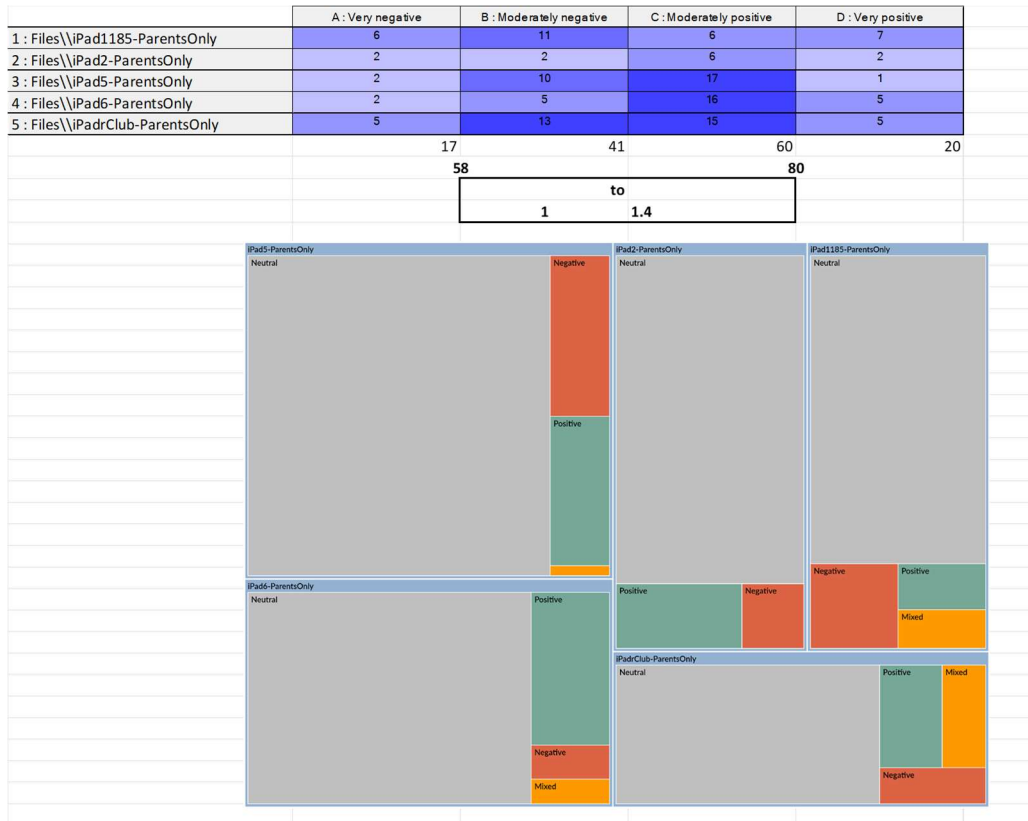 A : Very negative B : Moderately negative C : Moderately positive D : Very positive
1 : Files\\iPad1185-ParentsOnly 6 11 6 7
2 : Files\\iPad2-ParentsOnly 2 2 6 2
3 : Files\\iPad5-ParentsOnly 2 10 17 1
4 : Files\\iPad6-ParentsOnly 2 5 16 5
5 : Files\\iPadrClub-ParentsOnly 5 13 15 5
17 41 60 20
58 80
to
1 1.4
iPad5-ParentsOnly iPad2-ParentsOnly iPad1185-ParentsOnly
Neutral Negative Neutral Neutral
Positive
Negative Positive
iPad6-ParentsOnly Positive Negative
Neutral Positive
Mixed
iPadrClub-ParentsOnly
Neutral Positive Mixed
Negative
Negative
Mixed